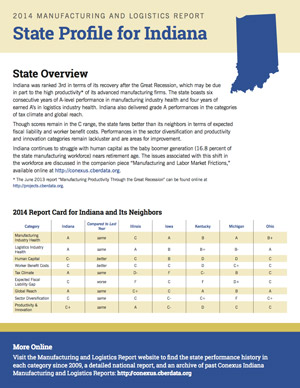 2014 MANUFACTURING AND LOGISTICS REPORT
State Profile for Indiana
State Overview
Indiana was ranked 3rd in terms of its recovery after the Great Recession, which may be due
in part to the high productivity* of its advanced manufacturing firms. The state boasts six
consecutive years of A-level performance in manufacturing industry health and four years of
earned A's in logistics industry health. Indiana also delivered grade A performances in the categories
of tax climate and global reach.
Though scores remain in the C range, the state fares better than its neighbors in terms of expected
fiscal liability and worker benefit costs. Performances in the sector diversification and productivity
and innovation categories remain lackluster and are areas for improvement.
Indiana continues to struggle with human capital as the baby boomer generation (16.8 percent of
the state manufacturing workforce) nears retirement age. The issues associated with this shift in
the workforce are discussed in the companion piece "Manufacturing and Labor Market Frictions,"
available online at http://conexus.cberdata.org.
* The June 2013 report "Manufacturing Productivity Through the Great Recession" can be found online at
http://projects.cberdata.org.
2014 Report Card for Indiana and Its Neighbors
Category Indiana Compared to Last Year Illinois Iowa Kentucky Michigan Ohio
Manufacturing Industry Health A same C A A A B+
Logistics Industry Health A same A B B+ B- A
Human Capital C- better C B D D C
Worker Benefit Costs C better C C D C+ C
Tax Climate A same D- F C- B C
Expected Fiscal Liability Gap C worse F C F D+ C
Global Reach A same C+ C A B A
Sector Diversification C same C C- C+ F C+
Productivity & Innovation C+ same A C- D C C
More Online
Visit the Manufacturing and Logistics Report website to find the state performance history in
each category since 2009, a detailed national report, and an archive of past Conexus Indiana
Manufacturing and Logistics Reports: http://conexus.cberdata.org